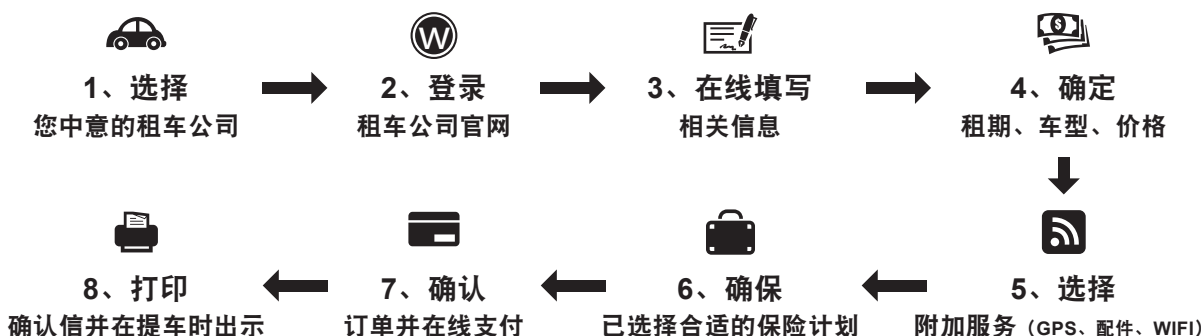 1、选择
您中意的租车公司
2、登录
租车公司官网
3、在线填写
相关信息
4、确定
租期、车型、价格
5、选择
附加服务（GPS、配件、WIFI）
6、确保
已选择合适的保险计划
7、确认
订单并在线支付
8、打印
确认信并在提车时出示